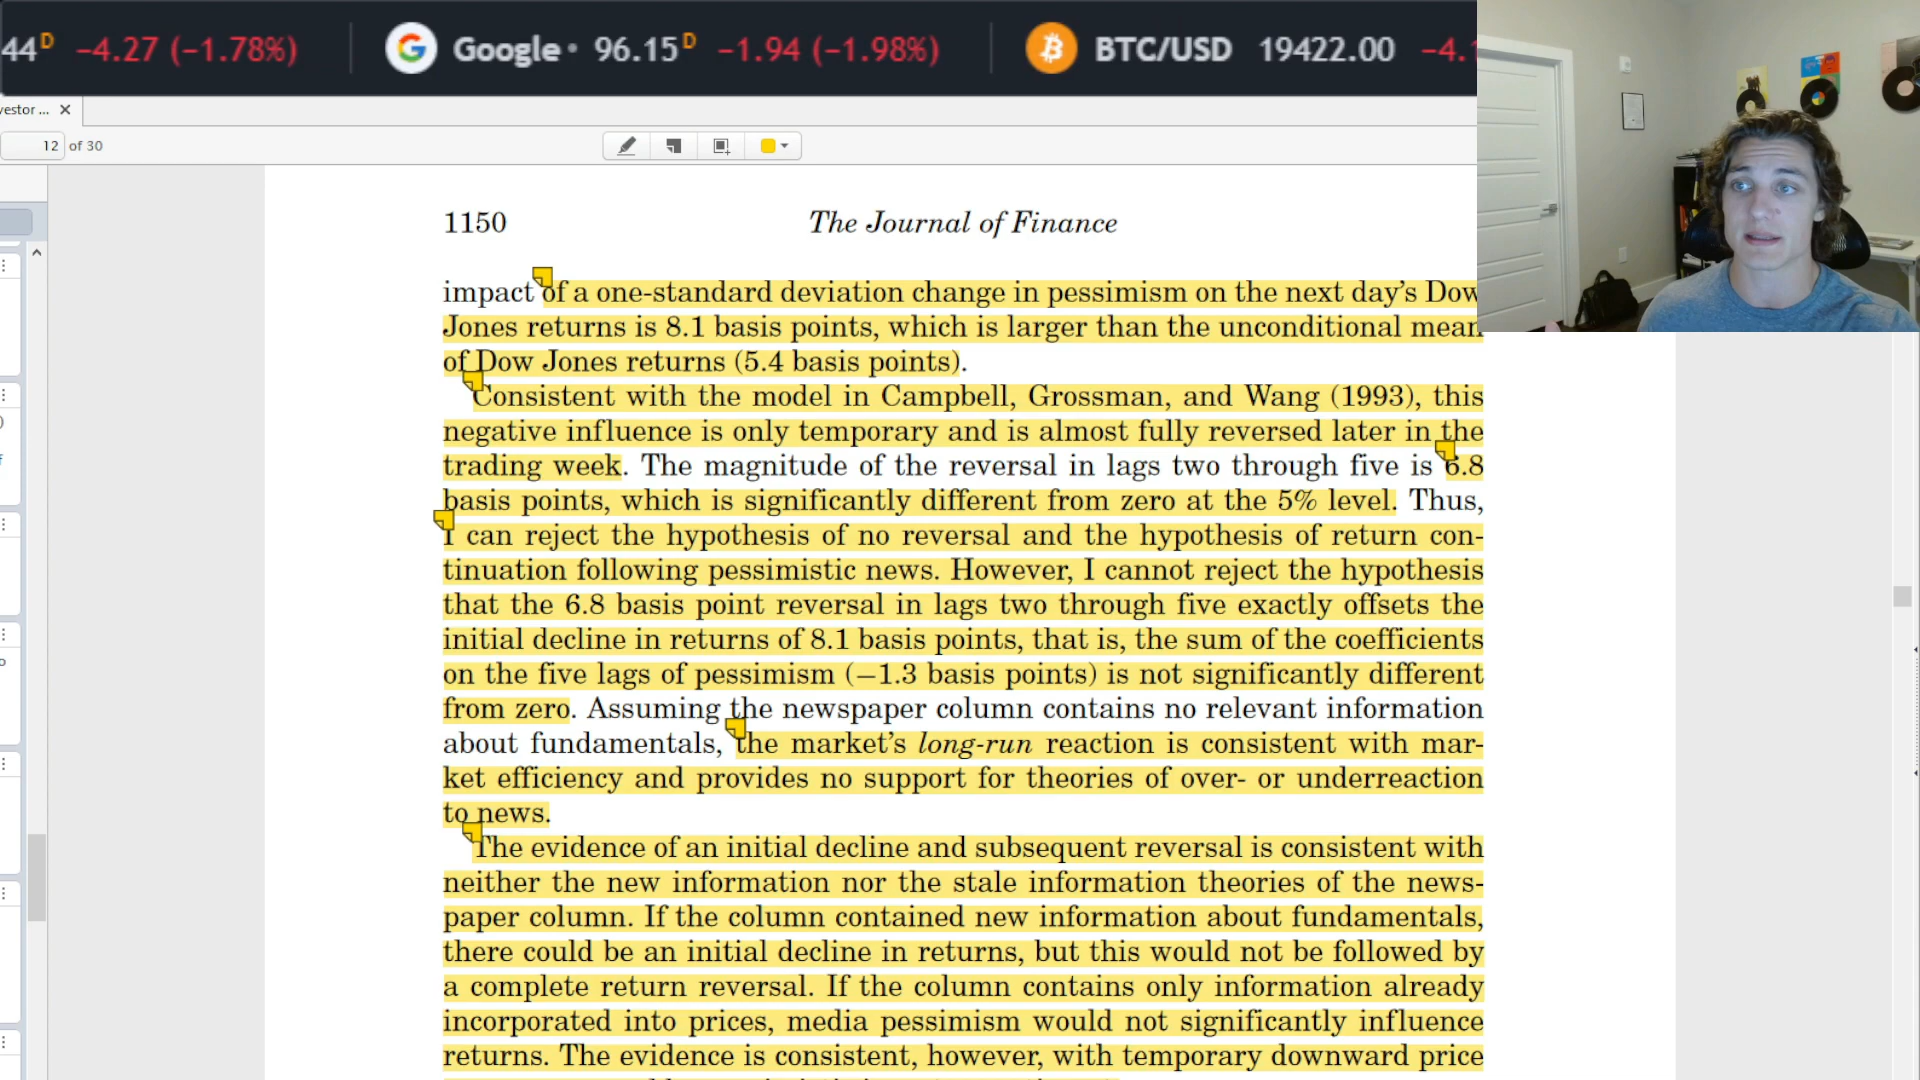 44 D −4.27 (−1.78%)
Google • 96.15 D −1.94 (−1.98%)
BTC/USD 19422.00
vestor ...
12 of 30
1150 The Journal of Finance
impact of a one-standard deviation change in pessimism on the next day's Dow
Jones returns is 8.1 basis points, which is larger than the unconditional mean
of Dow Jones returns (5.4 basis points).
Consistent with the model in Campbell, Grossman, and Wang (1993), this
negative influence is only temporary and is almost fully reversed later in the
trading week. The magnitude of the reversal in lags two through five is 6.8
basis points, which is significantly different from zero at the 5% level. Thus,
I can reject the hypothesis of no reversal and the hypothesis of return con-
tinuation following pessimistic news. However, I cannot reject the hypothesis
that the 6.8 basis point reversal in lags two through five exactly offsets the
initial decline in returns of 8.1 basis points, that is, the sum of the coefficients
on the five lags of pessimism (−1.3 basis points) is not significantly different
from zero. Assuming the newspaper column contains no relevant information
about fundamentals, the market's long-run reaction is consistent with mar-
ket efficiency and provides no support for theories of over- or underreaction
to news.
The evidence of an initial decline and subsequent reversal is consistent with
neither the new information nor the stale information theories of the news-
paper column. If the column contained new information about fundamentals,
there could be an initial decline in returns, but this would not be followed by
a complete return reversal. If the column contains only information already
incorporated into prices, media pessimism would not significantly influence
returns. The evidence is consistent, however, with temporary downward price